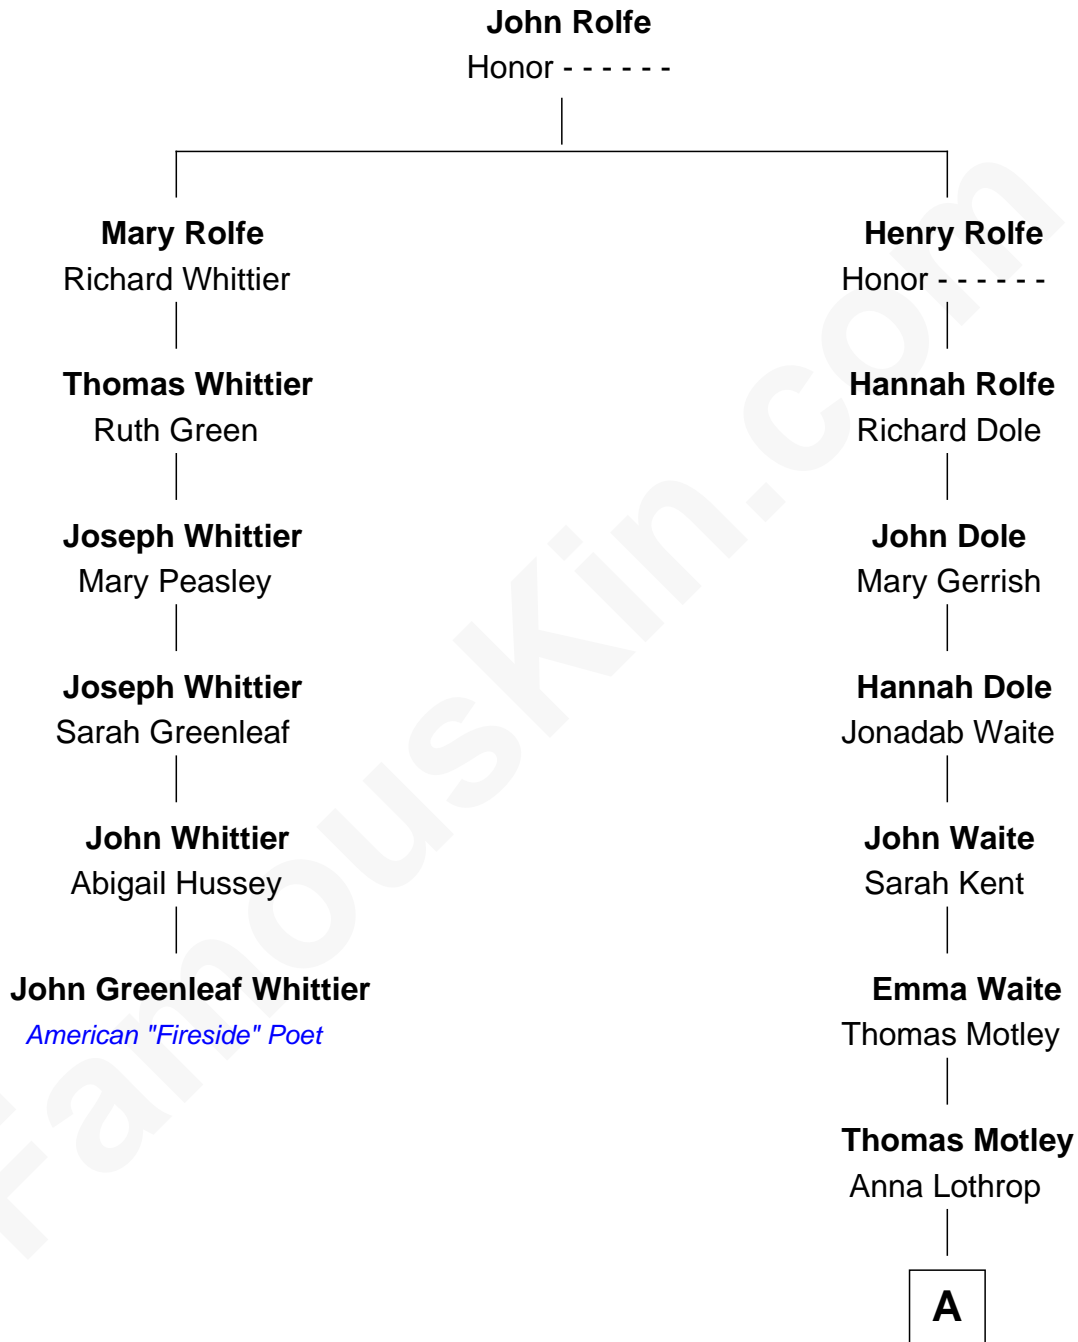 John Rolfe
Honor - - - - - -
Mary Rolfe
Richard Whittier
Thomas Whittier
Ruth Green
Joseph Whittier
Mary Peasley
Joseph Whittier
Sarah Greenleaf
John Whittier
Abigail Hussey
John Greenleaf Whittier
American "Fireside" Poet
Henry Rolfe
Honor - - - - - -
Hannah Rolfe
Richard Dole
John Dole
Mary Gerrish
Hannah Dole
Jonadab Waite
John Waite
Sarah Kent
Emma Waite
Thomas Motley
Thomas Motley
Anna Lothrop
A
FamousKin.com